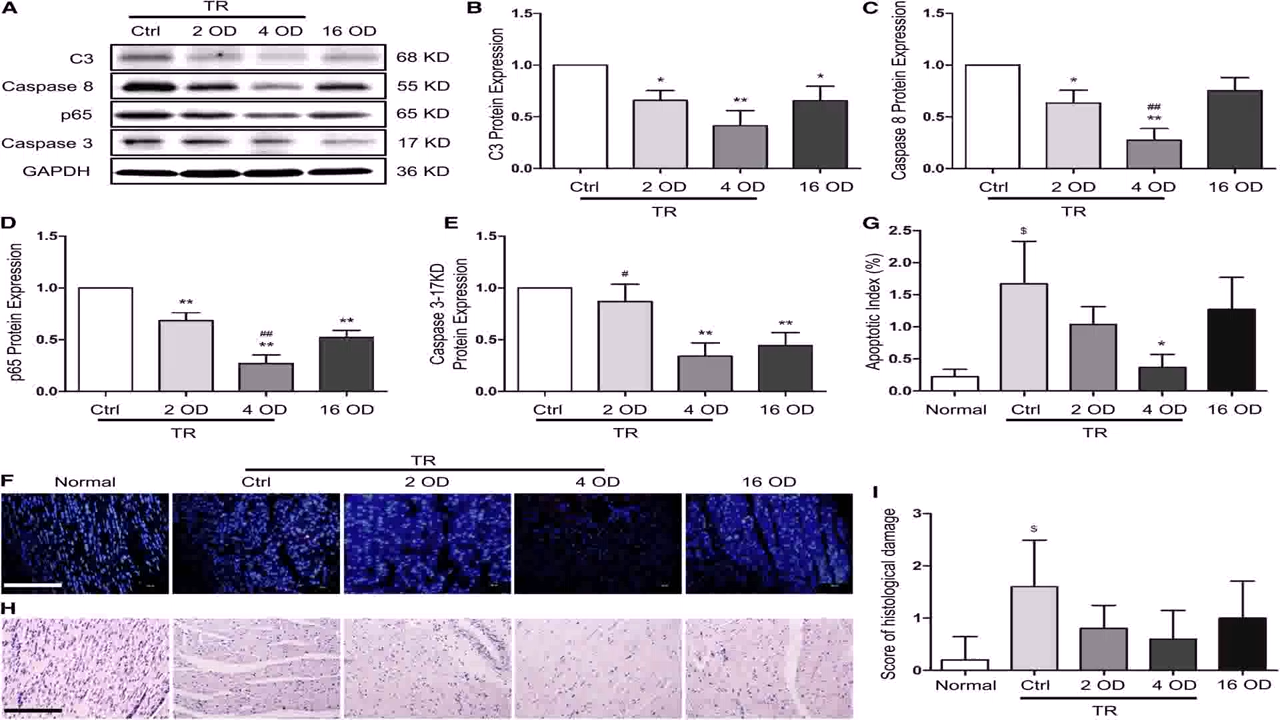 A
TR
Ctrl 2 OD 4 OD 16 OD
C3 68 KD
Caspase 8 55 KD
p65 65 KD
Caspase 3 17 KD
GAPDH 36 KD
B
C3 Protein Expression
1.5
1.0
0.5
0.0
* ** *
Ctrl 2 OD 4 OD 16 OD
TR
C
Caspase 8 Protein Expression
1.5
1.0
0.5
0.0
* ## **
Ctrl 2 OD 4 OD 16 OD
TR
D
p65 Protein Expression
1.5
1.0
0.5
0.0
** ## ** **
Ctrl 2 OD 4 OD 16 OD
TR
E
Caspase 3-17KD
Protein Expression
1.5
1.0
0.5
0.0
# ** **
Ctrl 2 OD 4 OD 16 OD
TR
G
Apoptotic Index (%)
2.5
2.0
1.5
1.0
0.5
0.0
$ *
Normal Ctrl 2 OD 4 OD 16 OD
TR
F
TR
Normal Ctrl 2 OD 4 OD 16 OD
H
I
Score of histological damage
3
2
1
0
$
Normal Ctrl 2 OD 4 OD 16 OD
TR